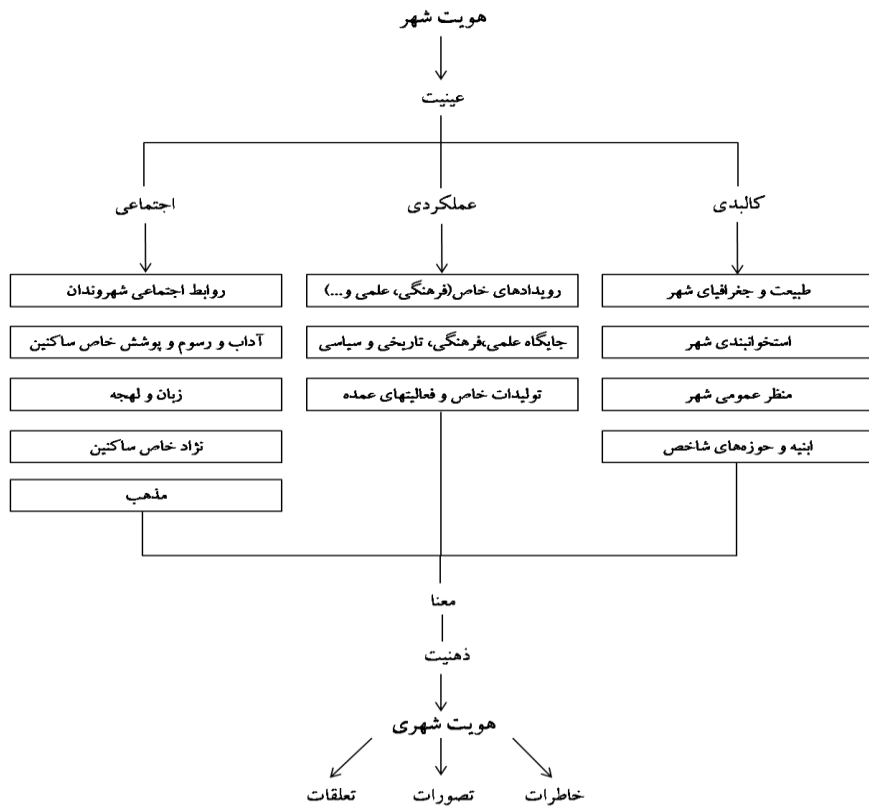 هویت شهر
عینیت
کالبدی
عملکردی
اجتماعی
طبیعت و جغرافیای شهر
رویدادهای خاص(فرهنگی، علمی و...)
روابط اجتماعی شهروندان
استخوانبندی شهر
جایگاه علمی،فرهنگی، تاریخی و سیاسی
آداب و رسوم و پوشش خاص ساکنین
منظر عمومی شهر
تولیدات خاص و فعالیتهای عمده
زبان و لهجه
ابنیه و حوزه‌های شاخص
نژاد خاص ساکنین
مذهب
معنا
ذهنیت
هویت شهری
خاطرات
تصورات
تعلقات